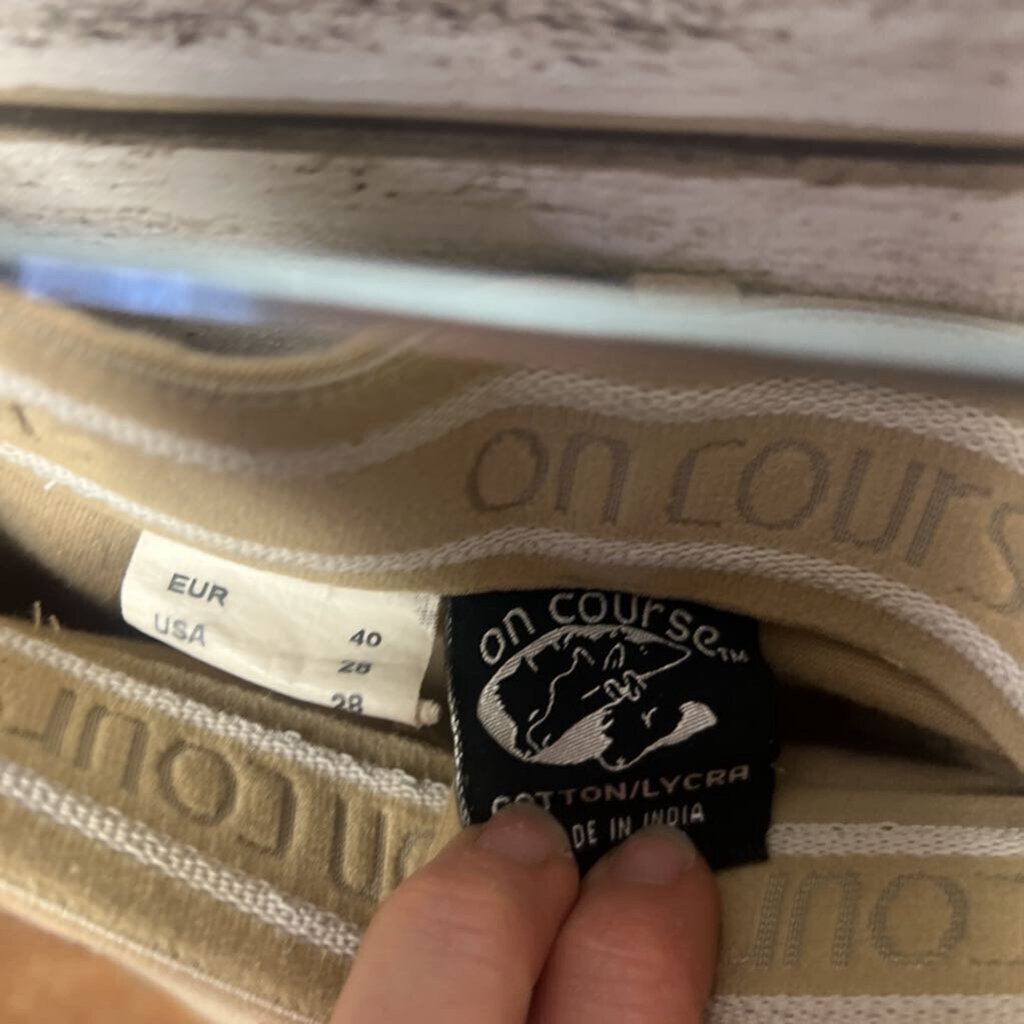 on cours
EUR
USA
40
28
28
on course™
COTTON/LYCRA
DE IN INDIA